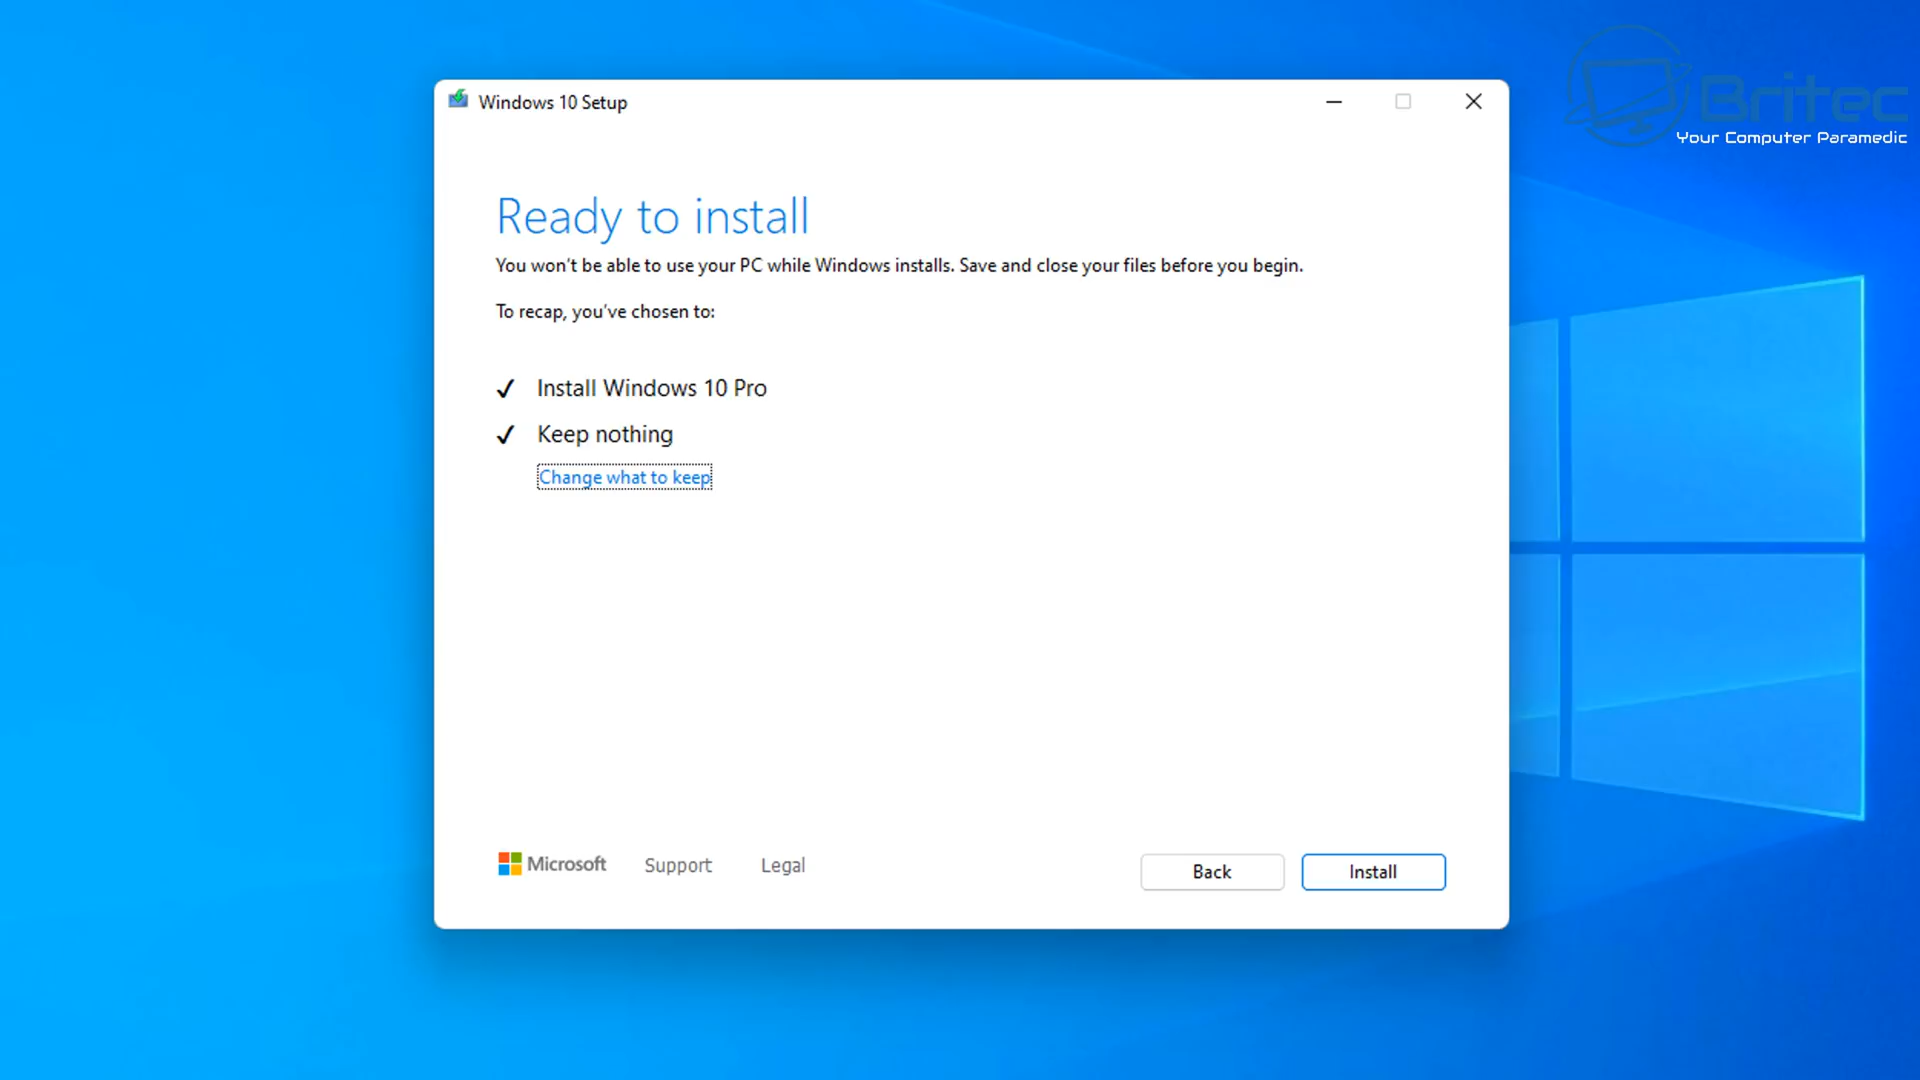 Britec
Your Computer Paramedic
Windows 10 Setup
Ready to install
You won't be able to use your PC while Windows installs. Save and close your files before you begin.
To recap, you've chosen to:
✓ Install Windows 10 Pro
✓ Keep nothing
Change what to keep
Microsoft Support Legal Back Install